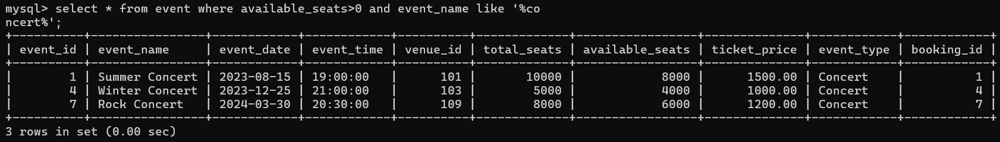 mysql> select * from event where available_seats>0 and event_name like '%co
ncert%';
+----------+----------------+------------+------------+----------+-------------+-----------------+--------------+------------+------------+
| event_id | event_name     | event_date | event_time | venue_id | total_seats | available_seats | ticket_price | event_type | booking_id |
+----------+----------------+------------+------------+----------+-------------+-----------------+--------------+------------+------------+
|        1 | Summer Concert | 2023-08-15 | 19:00:00   |      101 |       10000 |            8000 |      1500.00 | Concert    |          1 |
|        4 | Winter Concert | 2023-12-25 | 21:00:00   |      103 |        5000 |            4000 |      1000.00 | Concert    |          4 |
|        7 | Rock Concert   | 2024-03-30 | 20:30:00   |      109 |        8000 |            6000 |      1200.00 | Concert    |          7 |
+----------+----------------+------------+------------+----------+-------------+-----------------+--------------+------------+------------+
3 rows in set (0.00 sec)